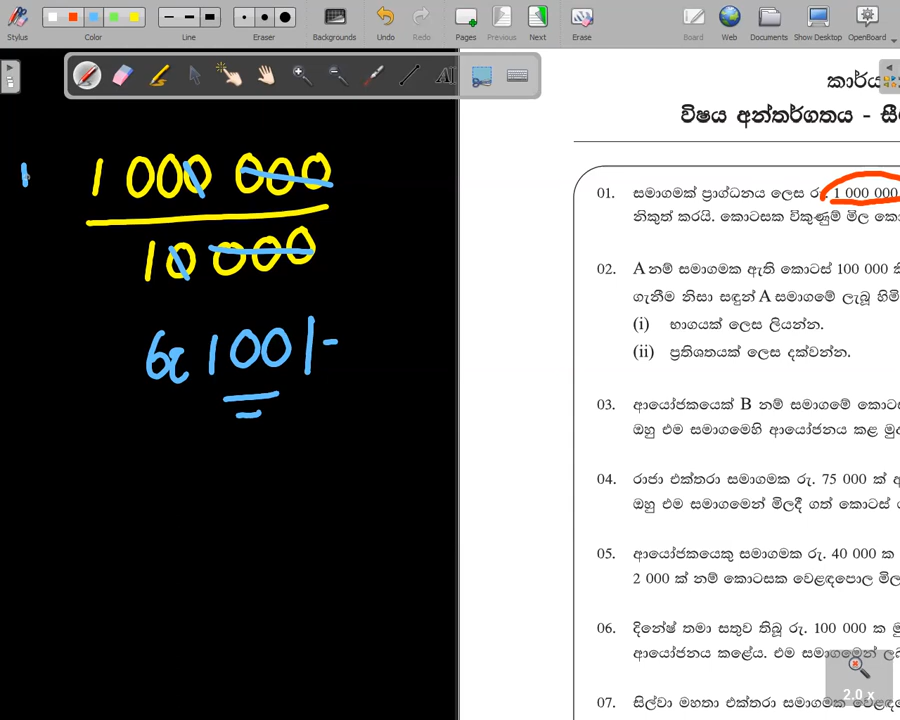 Stylus Color Line Eraser Backgrounds Undo Redo Pages Previous Next Erase Board Web Documents Show Desktop OpenBoard
1 1 000 000
10 000
රු 100/-
කාර්ය
විෂය අන්තර්ගතය - සී
01. සමාගමක් ප්‍රාග්ධනය ලෙස රු. 1 000 000
නිකුත් කරයි. කොටසක විකුණුම් මිල කො
02. A නම් සමාගමක ඇති කොටස් 100 000 ක
ගැනීම නිසා සඳුන් A සමාගමේ ලැබූ හිමි
(i) භාගයක් ලෙස ලියන්න.
(ii) ප්‍රතිශතයක් ලෙස දක්වන්න.
03. ආයෝජකයෙක් B නම් සමාගමේ කොට
ඔහු එම සමාගමෙහි ආයෝජනය කළ මුද
04. රාජා එක්තරා සමාගමක රු. 75 000 ක් අ
ඔහු එම සමාගමෙන් මිලදී ගත් කොටස්
05. ආයෝජකයෙකු සමාගමක රු. 40 000 ක
2 000 ක් නම් කොටසක වෙළඳපොල මිල
06. දිනේෂ් තමා සතුව තිබූ රු. 100 000 ක මු
ආයෝජනය කළේය. එම සමාගමෙන් ලබ
2.0 x
07. සිල්වා මහතා එක්තරා සමාගමක වෙළඳපො